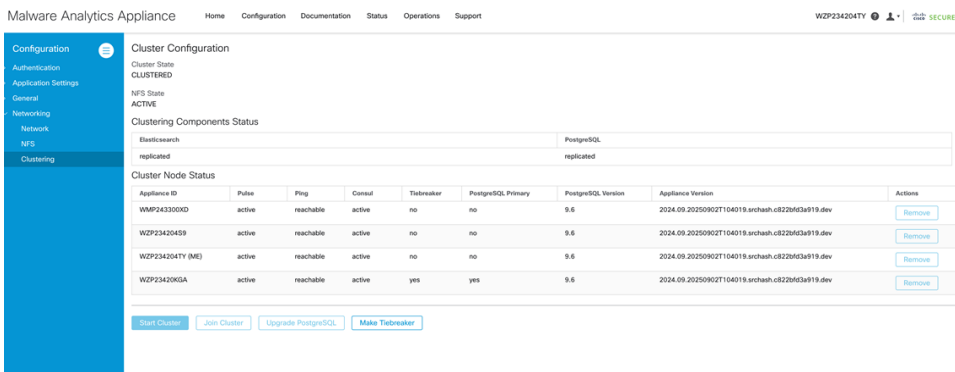 Malware Analytics Appliance Home Configuration Documentation Status Operations Support WZP234204TY SECURE
Configuration
Authentication
Application Settings
General
Networking
Network
NFS
Clustering
Cluster Configuration
Cluster State
CLUSTERED
NFS State
ACTIVE
Clustering Components Status
Elasticsearch PostgreSQL
replicated replicated
Cluster Node Status
Appliance ID Pulse Ping Consul Tiebreaker PostgreSQL Primary PostgreSQL Version Appliance Version Actions
WMP243300XD active reachable active no no 9.6 2024.09.20250902T104019.srchash.c822bfd3a919.dev Remove
WZP234204S9 active reachable active no no 9.6 2024.09.20250902T104019.srchash.c822bfd3a919.dev Remove
WZP234204TY (ME) active reachable active no no 9.6 2024.09.20250902T104019.srchash.c822bfd3a919.dev Remove
WZP23420KGA active reachable active yes yes 9.6 2024.09.20250902T104019.srchash.c822bfd3a919.dev Remove
Start Cluster Join Cluster Upgrade PostgreSQL Make Tiebreaker